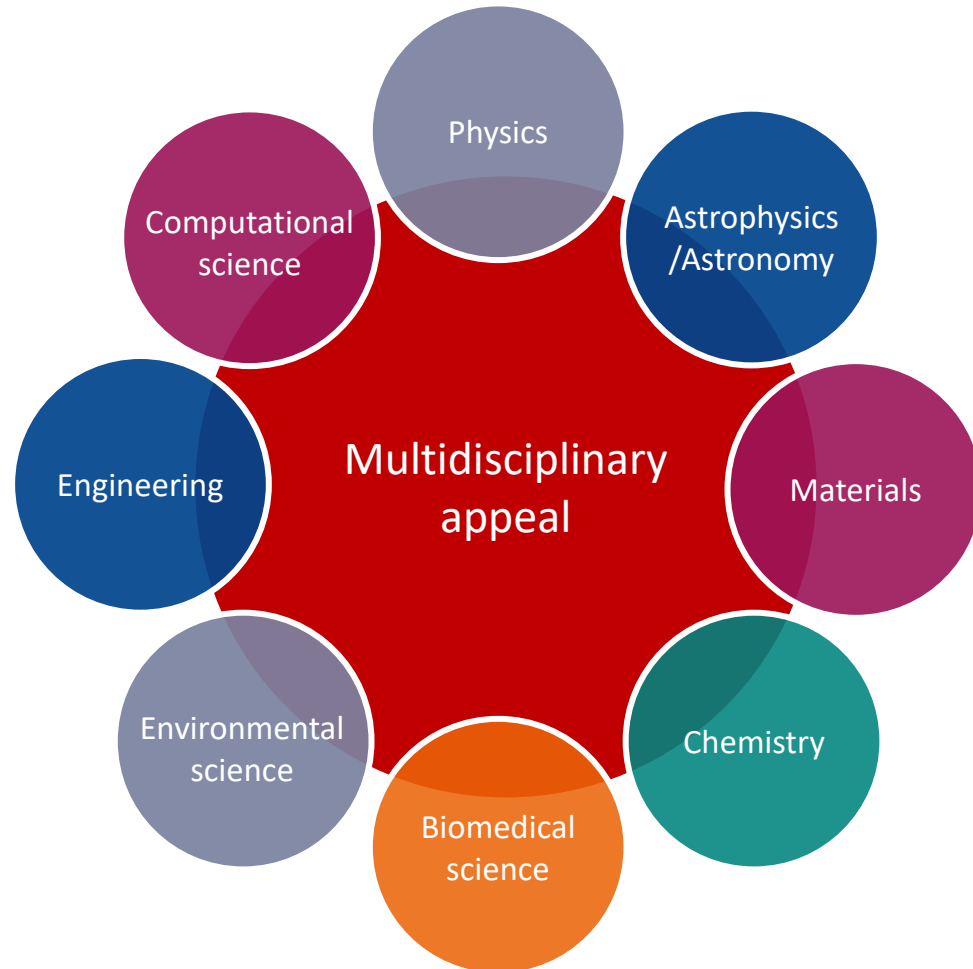 Physics
Astrophysics
/Astronomy
Computational
science
Multidisciplinary
appeal
Engineering
Materials
Environmental
science
Chemistry
Biomedical
science